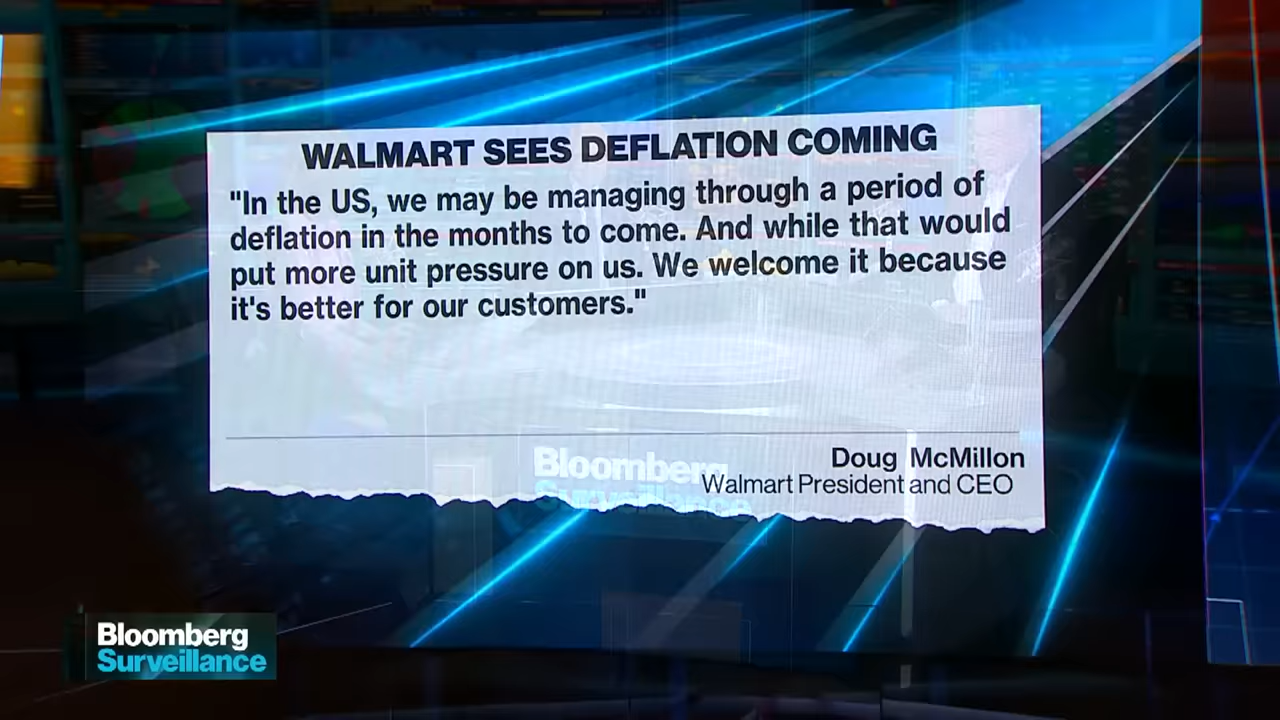 WALMART SEES DEFLATION COMING
"In the US, we may be managing through a period of
deflation in the months to come. And while that would
put more unit pressure on us. We welcome it because
it's better for our customers."
Doug McMillon
Walmart President and CEO
Bloomberg
Surveillance
Bloomberg
Surveillance